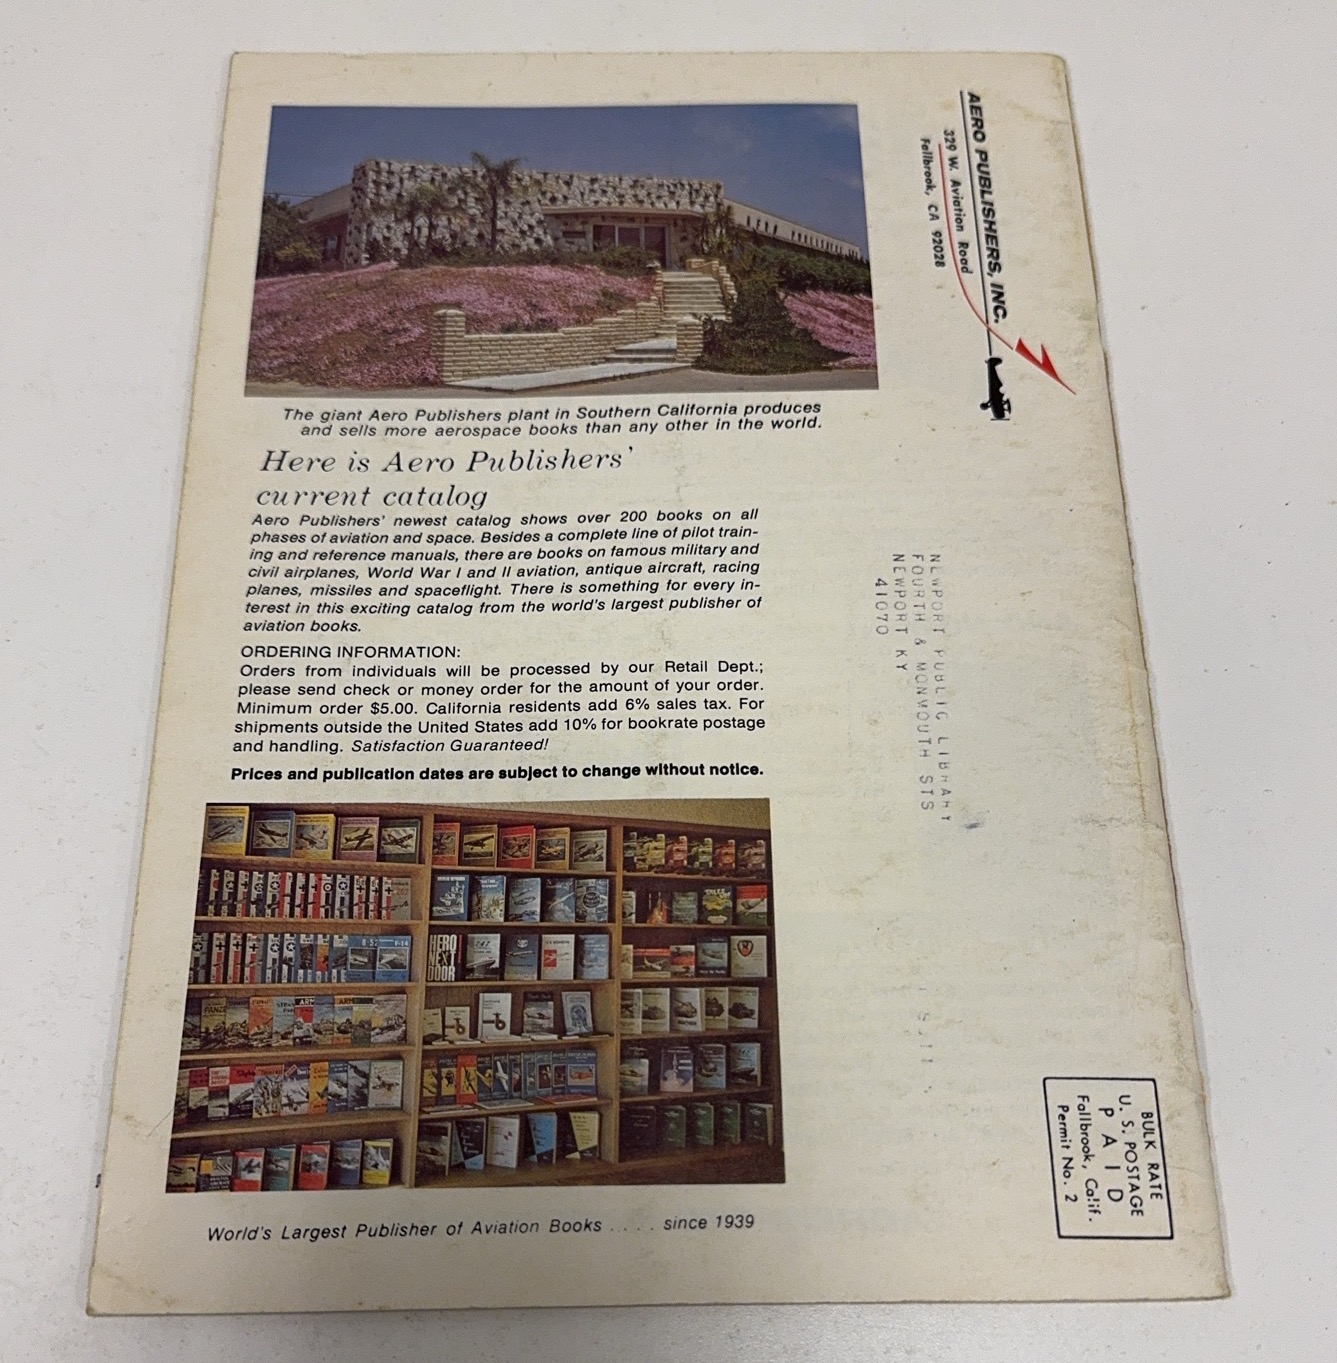 AERO PUBLISHERS, INC.
329 W. Aviation Road
Fallbrook, CA 92028
The giant Aero Publishers plant in Southern California produces
and sells more aerospace books than any other in the world.
Here is Aero Publishers'
current catalog
Aero Publishers' newest catalog shows over 200 books on all
phases of aviation and space. Besides a complete line of pilot train-
ing and reference manuals, there are books on famous military and
civil airplanes, World War I and II aviation, antique aircraft, racing
planes, missiles and spaceflight. There is something for every in-
terest in this exciting catalog from the world's largest publisher of
aviation books.
ORDERING INFORMATION:
Orders from individuals will be processed by our Retail Dept.;
please send check or money order for the amount of your order.
Minimum order $5.00. California residents add 6% sales tax. For
shipments outside the United States add 10% for bookrate postage
and handling. Satisfaction Guaranteed!
Prices and publication dates are subject to change without notice.
HERO
NEXT
DOOR
B-52
F-14
World's Largest Publisher of Aviation Books .... since 1939
NEWPORT PUBLIC LIBRARY
FOURTH & MONMOUTH STS
NEWPORT KY
41070
BULK RATE
U. S. POSTAGE
PAID
Fallbrook, Calif.
Permit No. 2